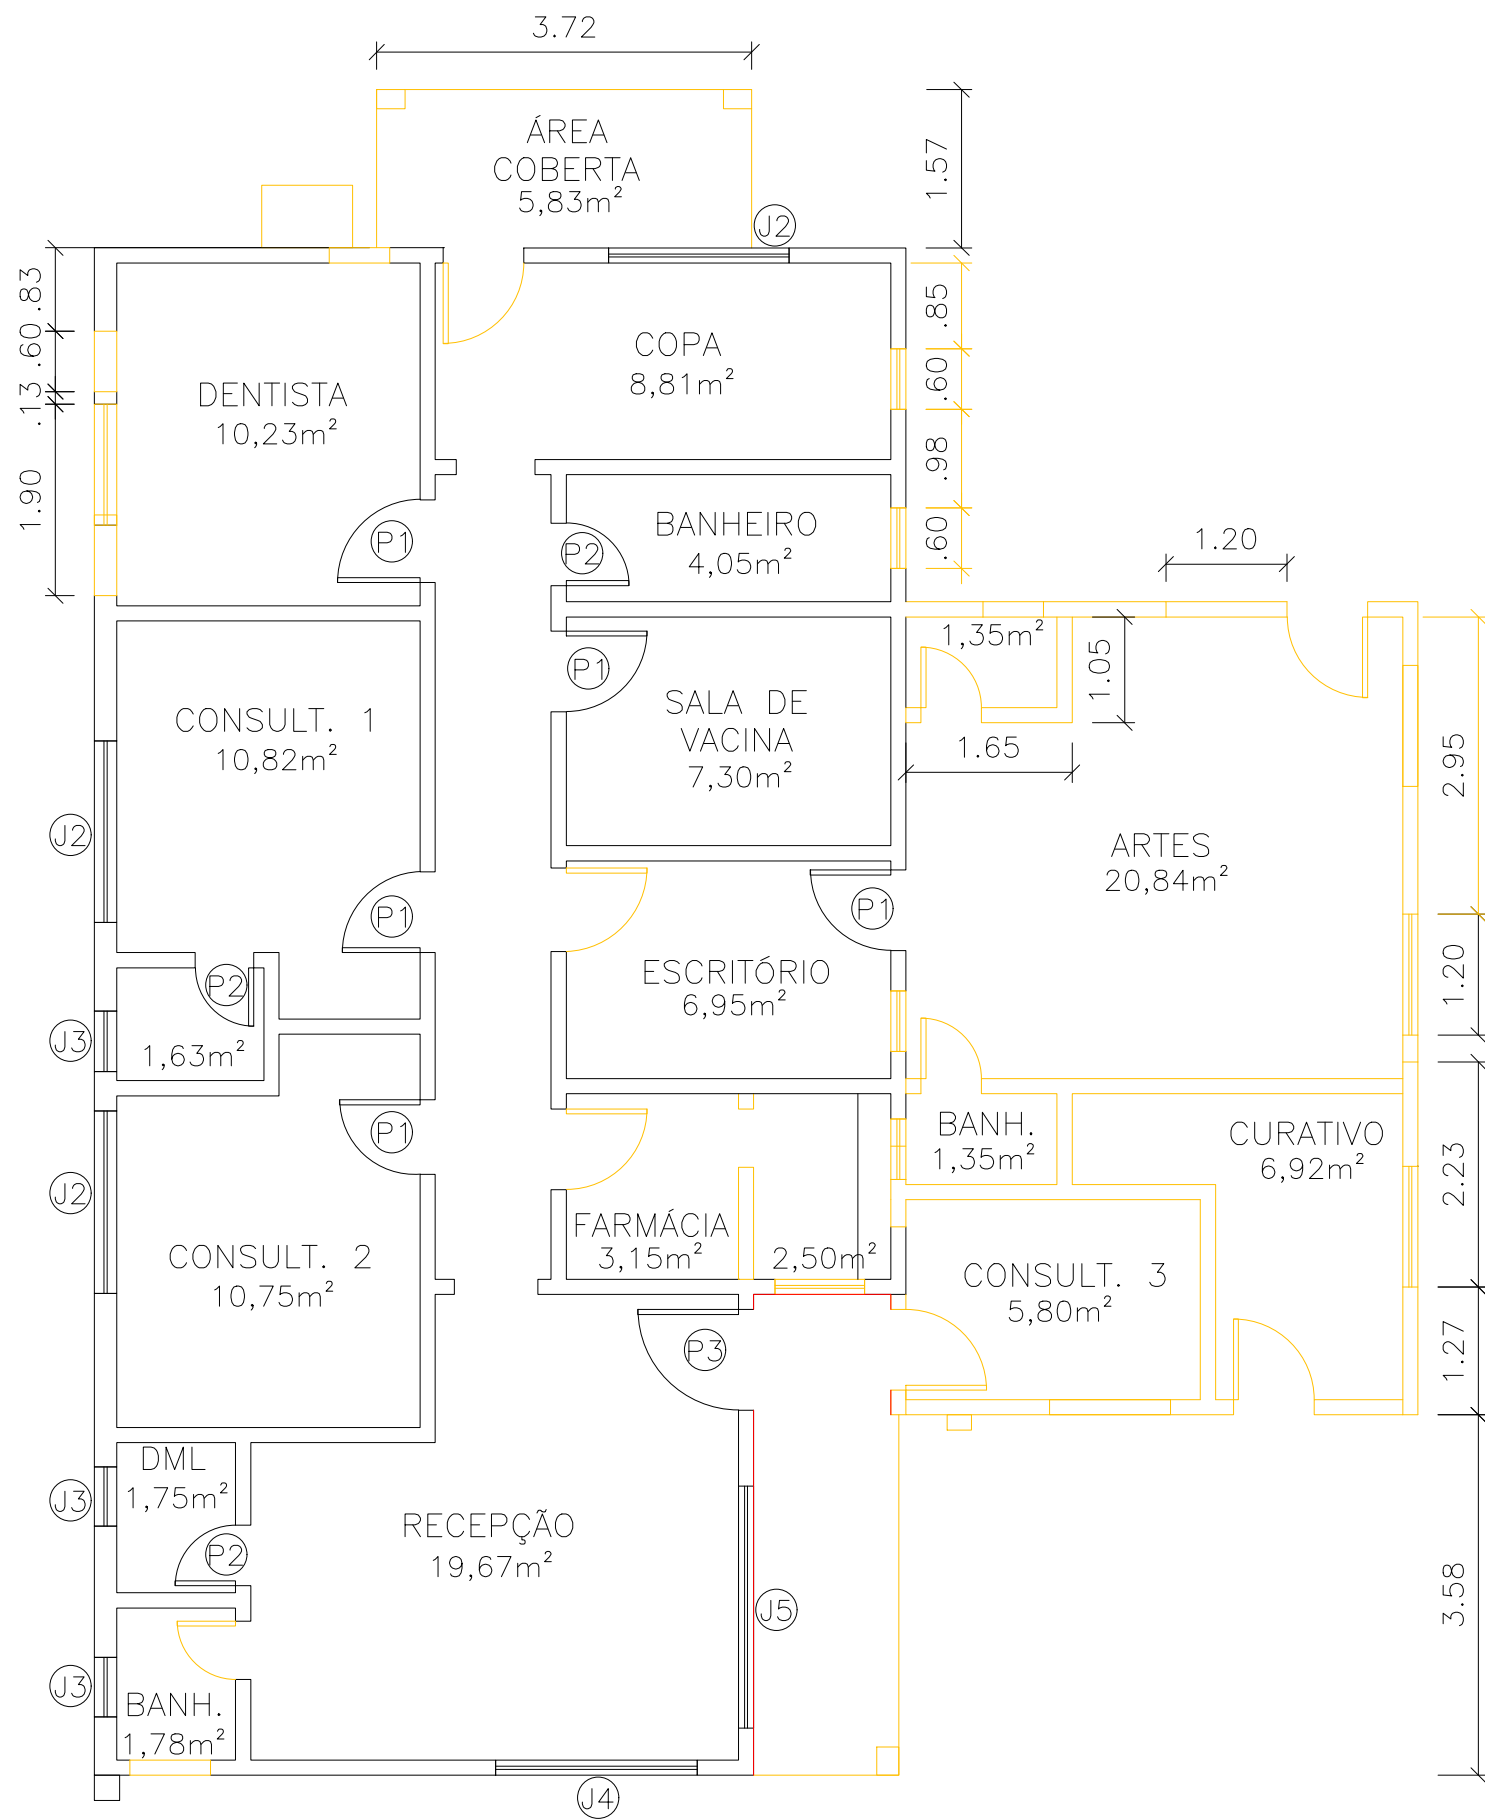 3.72
ÁREA
COBERTA
5,83m²
1.57
J2
.83
.60
.13
1.90
DENTISTA
10,23m²
COPA
8,81m²
.85
.60
.98
.60
P1
P2
BANHEIRO
4,05m²
1.20
1,35m²
1.05
1.65
P1
SALA DE
VACINA
7,30m²
CONSULT. 1
10,82m²
J2
2.95
ARTES
20,84m²
P1
P1
P2
ESCRITÓRIO
6,95m²
1.20
J3
1,63m²
P1
BANH.
1,35m²
CURATIVO
6,92m²
2.23
J2
FARMÁCIA
3,15m²
2,50m²
CONSULT. 2
10,75m²
CONSULT. 3
5,80m²
P3
1.27
DML
1,75m²
J3
RECEPÇÃO
19,67m²
P2
J5
3.58
J3
BANH.
1,78m²
J4